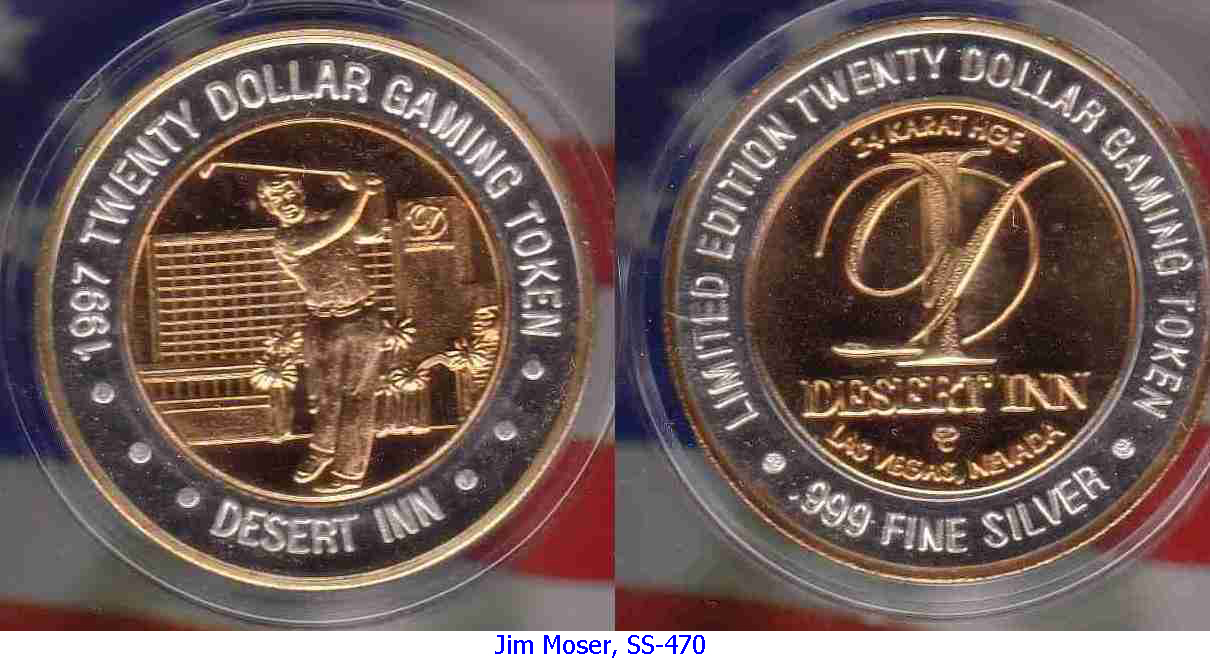 1997 TWENTY DOLLAR GAMING TOKEN
D
DESERT INN
LIMITED EDITION TWENTY DOLLAR GAMING TOKEN
24 KARAT HGE
DI
DESERT INN
LAS VEGAS, NEVADA
.999 FINE SILVER
Jim Moser, SS-470